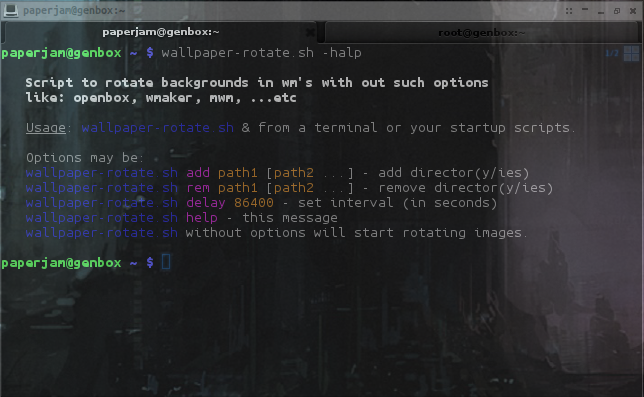 paperjam@genbox:~
paperjam@genbox:~ root@genbox:~
paperjam@genbox ~ $ wallpaper-rotate.sh -halp
1/2
Script to rotate backgrounds in wm's with out such options
like: openbox, wmaker, mwm, ...etc
Usage: wallpaper-rotate.sh & from a terminal or your startup scripts.
Options may be:
wallpaper-rotate.sh add path1 [path2 ...] - add director(y/ies)
wallpaper-rotate.sh rem path1 [path2 ...] - remove director(y/ies)
wallpaper-rotate.sh delay 86400 - set interval (in seconds)
wallpaper-rotate.sh help - this message
wallpaper-rotate.sh without options will start rotating images.
paperjam@genbox ~ $